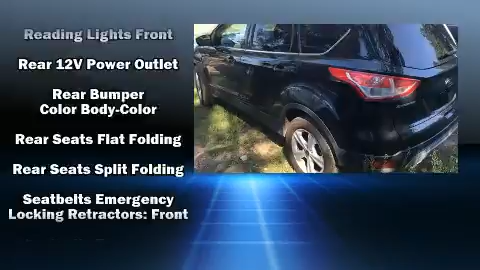 Reading Lights Front
Rear 12V Power Outlet
Rear Bumper
Color Body-Color
Rear Seats Flat Folding
Rear Seats Split Folding
Seatbelts Emergency
Locking Retractors: Front